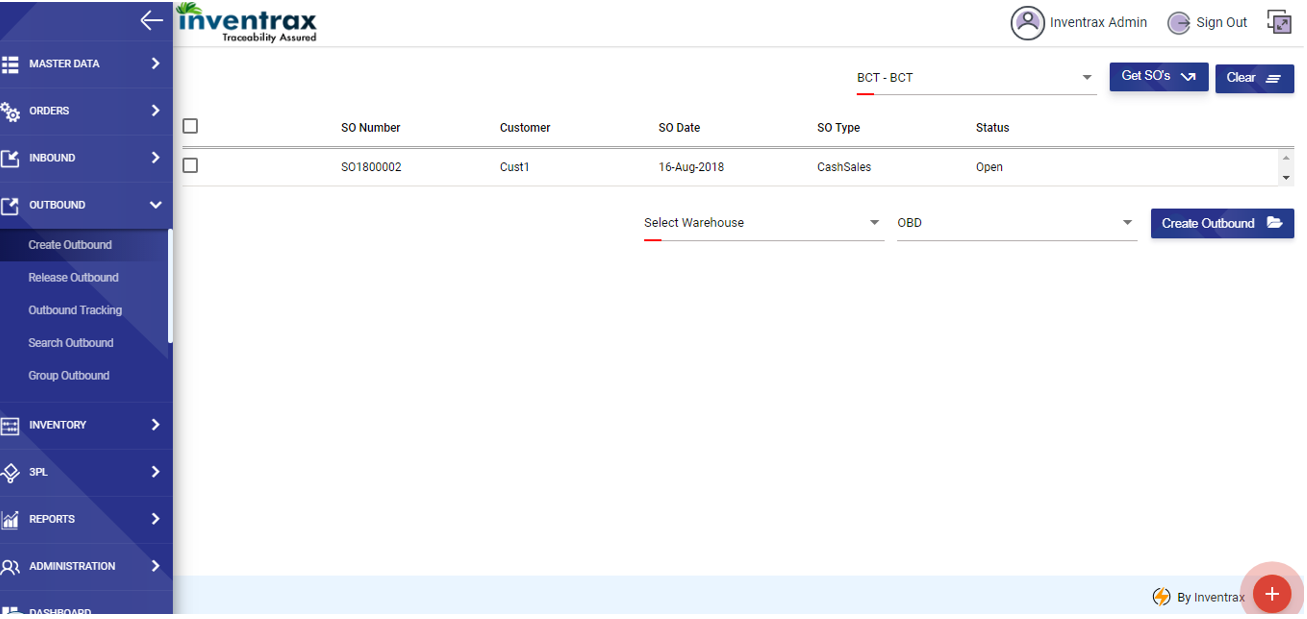 inventrax
Traceability Assured
Inventrax Admin
Sign Out
MASTER DATA
ORDERS
INBOUND
OUTBOUND
Create Outbound
Release Outbound
Outbound Tracking
Search Outbound
Group Outbound
INVENTORY
3PL
REPORTS
ADMINISTRATION
DASHBOARD
BCT - BCT
Get SO's
Clear
SO Number Customer SO Date SO Type Status
SO1800002 Cust1 16-Aug-2018 CashSales Open
Select Warehouse
OBD
Create Outbound
By Inventrax
+